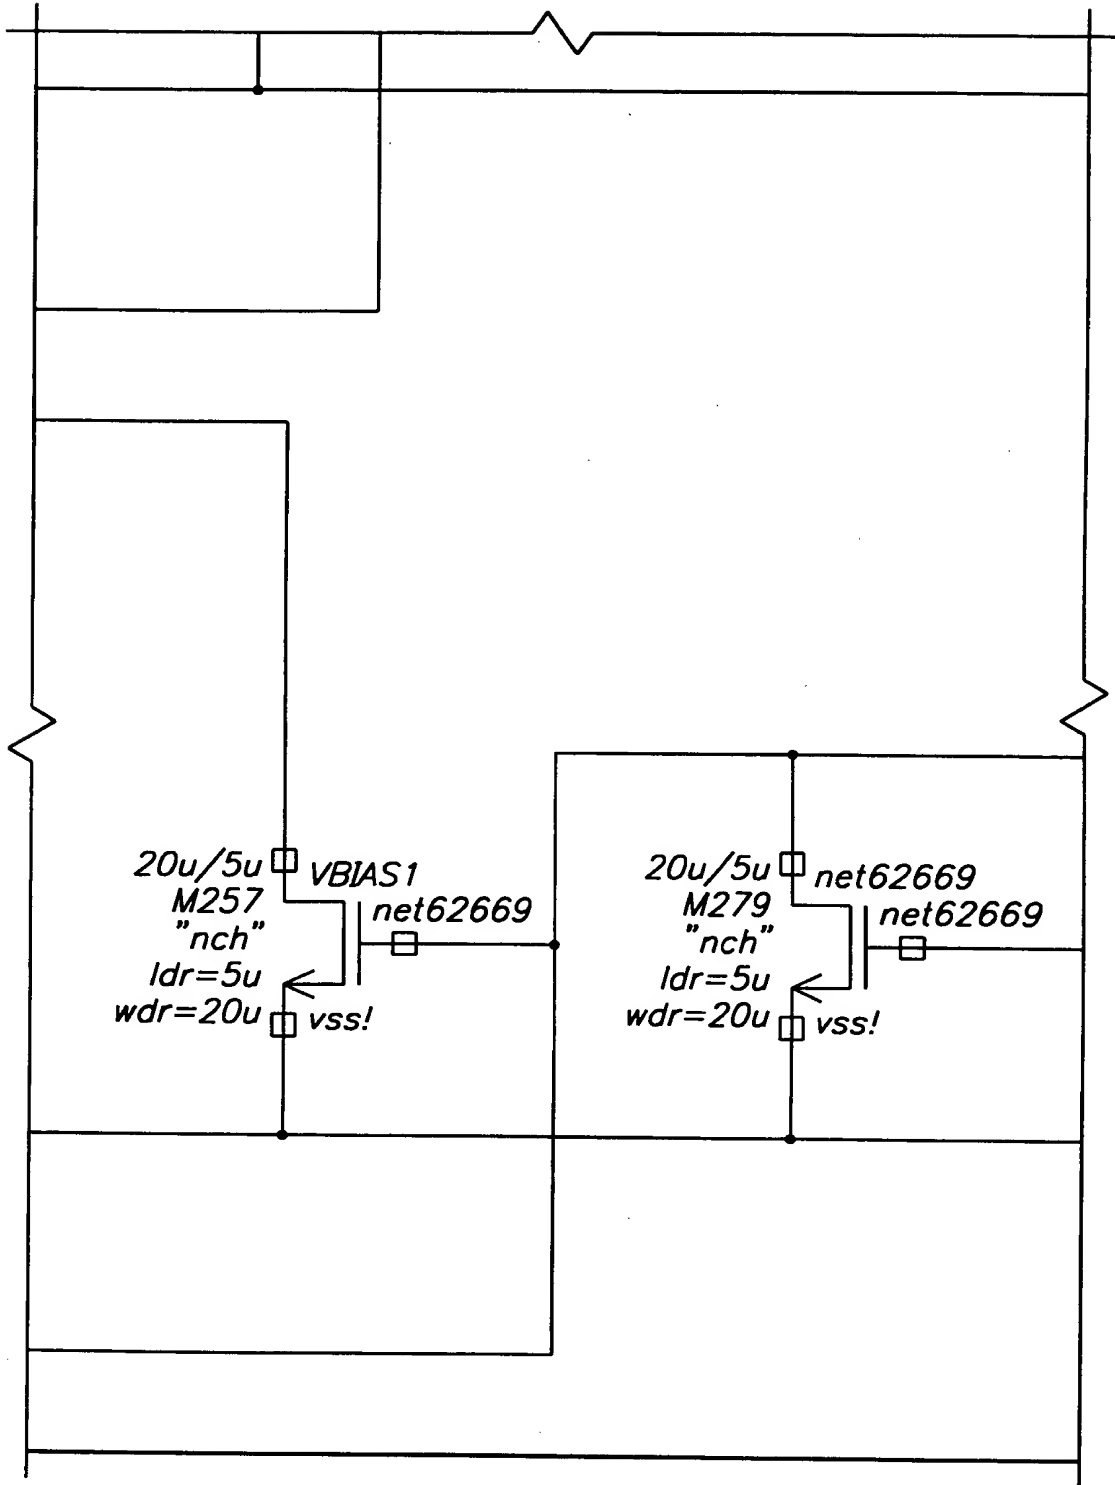 20u/5u VBIAS1
M257 net62669
"nch"
ldr=5u
wdr=20u vss!
20u/5u net62669
M279 net62669
"nch"
ldr=5u
wdr=20u vss!